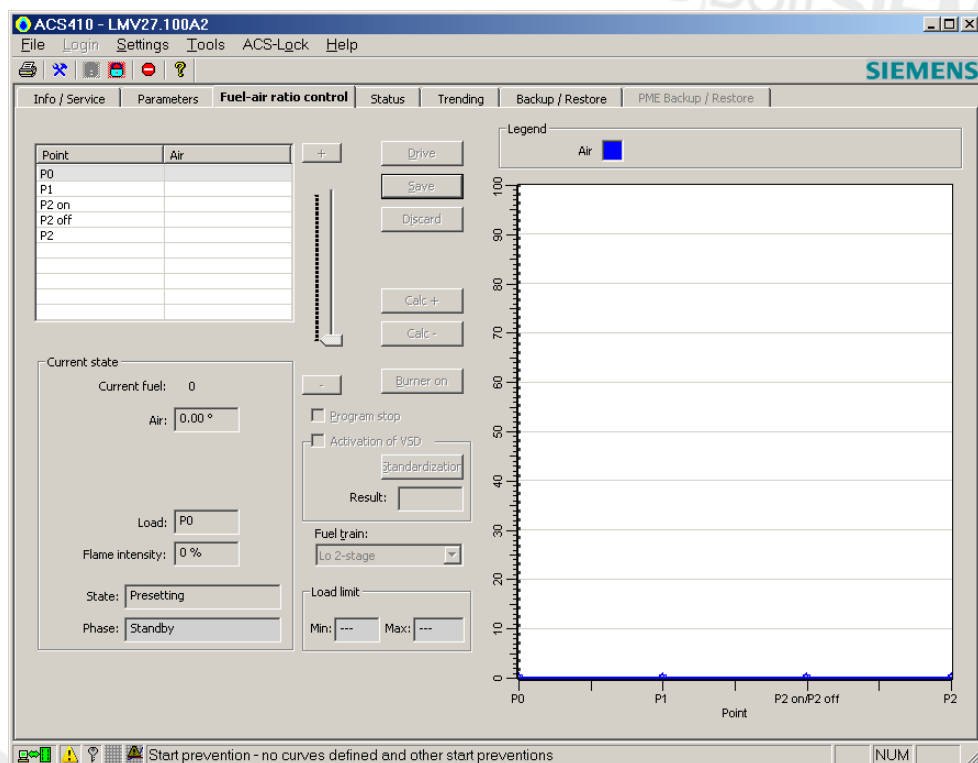 ACS410 - LMV27.100A2
File Login Settings Tools ACS-Lock Help
SIEMENS
Info / Service Parameters Fuel-air ratio control Status Trending Backup / Restore PME Backup / Restore
Point Air
P0
P1
P2 on
P2 off
P2
+
-
Drive
Save
Discard
Calc +
Calc -
Burner on
Program stop
Activation of VSD
Standardization
Result:
Fuel train:
Lo 2-stage
Load limit
Min: --- Max: ---
Current state
Current fuel: 0
Air: 0.00 °
Load: P0
Flame intensity: 0 %
State: Presetting
Phase: Standby
Legend
Air
100
90
80
70
60
50
40
30
20
10
0
P0 P1 P2 on/P2 off P2
Point
Start prevention - no curves defined and other start preventions NUM